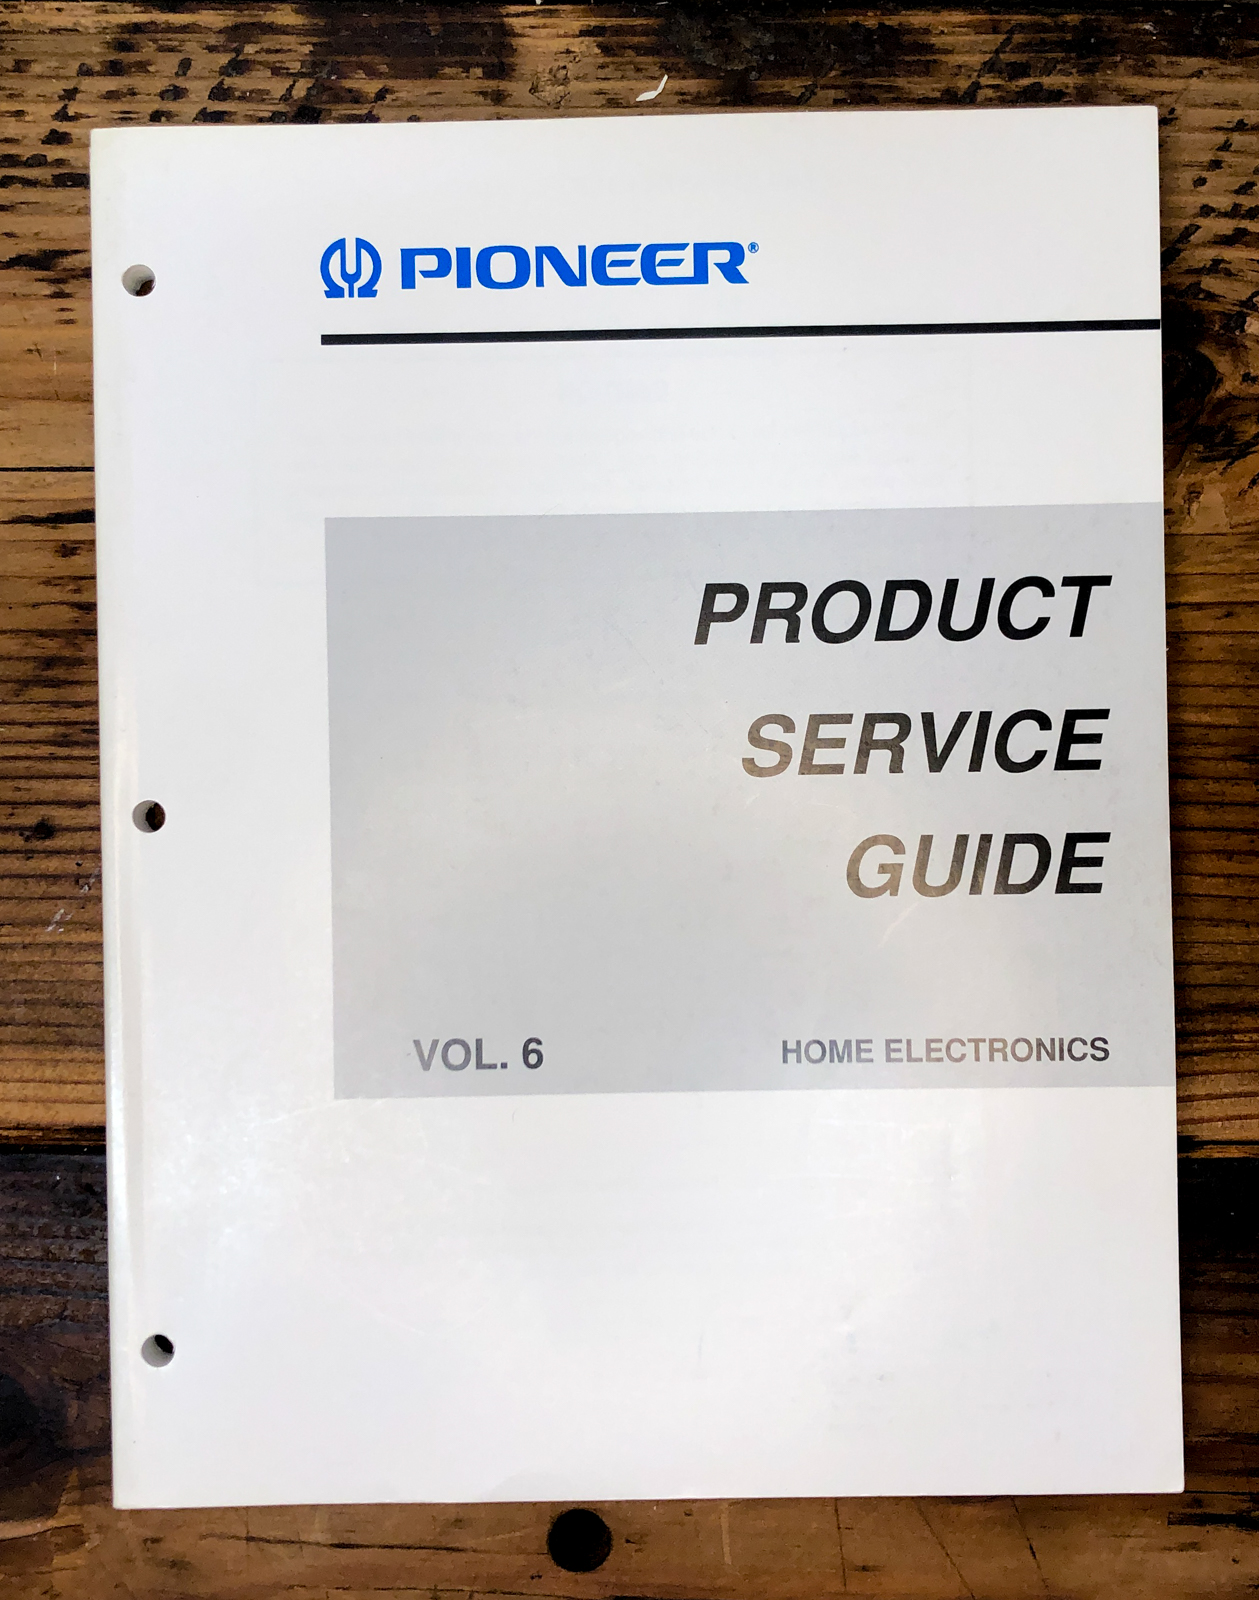 PIONEER®
PRODUCT
SERVICE
GUIDE
VOL. 6 HOME ELECTRONICS